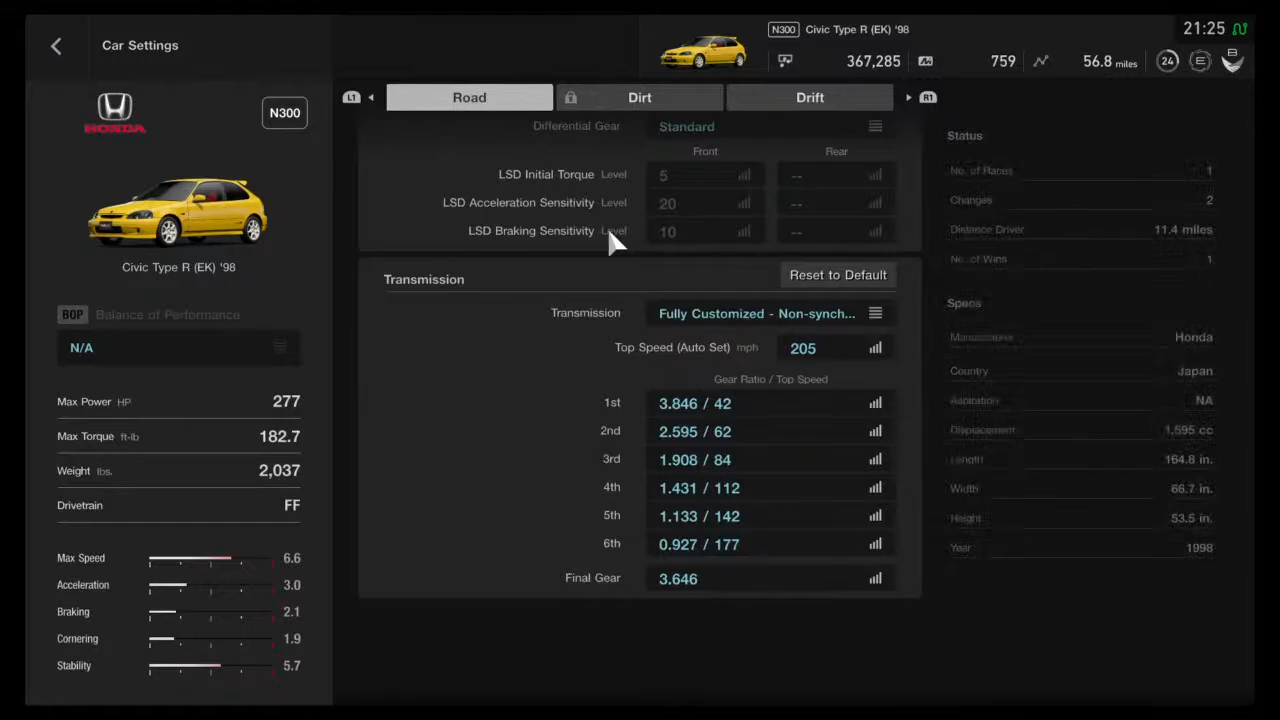 Car Settings
N300 Civic Type R (EK) '98
367,285 759 56.8 miles 24 E B
21:25
HONDA
N300
Civic Type R (EK) '98
BOP Balance of Performance
N/A
Max Power HP 277
Max Torque ft-lb 182.7
Weight lbs. 2,037
Drivetrain FF
Max Speed 6.6
Acceleration 3.0
Braking 2.1
Cornering 1.9
Stability 5.7
L1 Road Dirt Drift R1
Differential Gear Standard
Front Rear
LSD Initial Torque Level 5 --
LSD Acceleration Sensitivity Level 20 --
LSD Braking Sensitivity Level 10 --
Transmission Reset to Default
Transmission Fully Customized - Non-synch...
Top Speed (Auto Set) mph 205
Gear Ratio / Top Speed
1st 3.846 / 42
2nd 2.595 / 62
3rd 1.908 / 84
4th 1.431 / 112
5th 1.133 / 142
6th 0.927 / 177
Final Gear 3.646
Status
No. of Races 1
Changes 2
Distance Driven 11.4 miles
No. of Wins 1
Specs
Manufacturer Honda
Country Japan
Aspiration NA
Displacement 1,595 cc
Length 164.8 in.
Width 66.7 in.
Height 53.5 in.
Year 1998